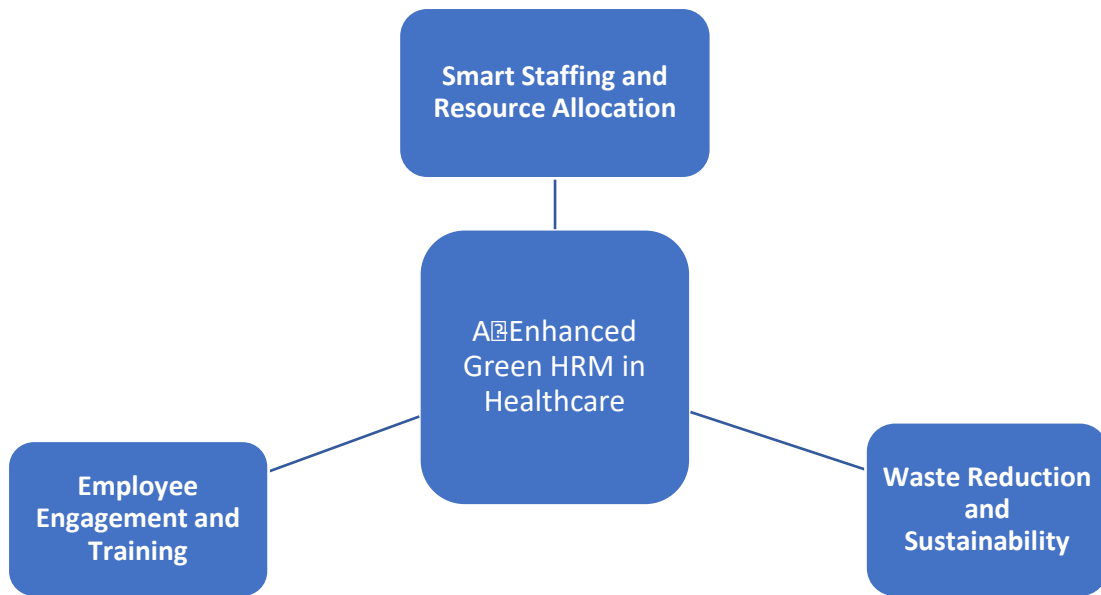 Smart Staffing and
Resource Allocation
A�Enhanced
Green HRM in
Healthcare
Employee
Engagement and
Training
Waste Reduction
and
Sustainability